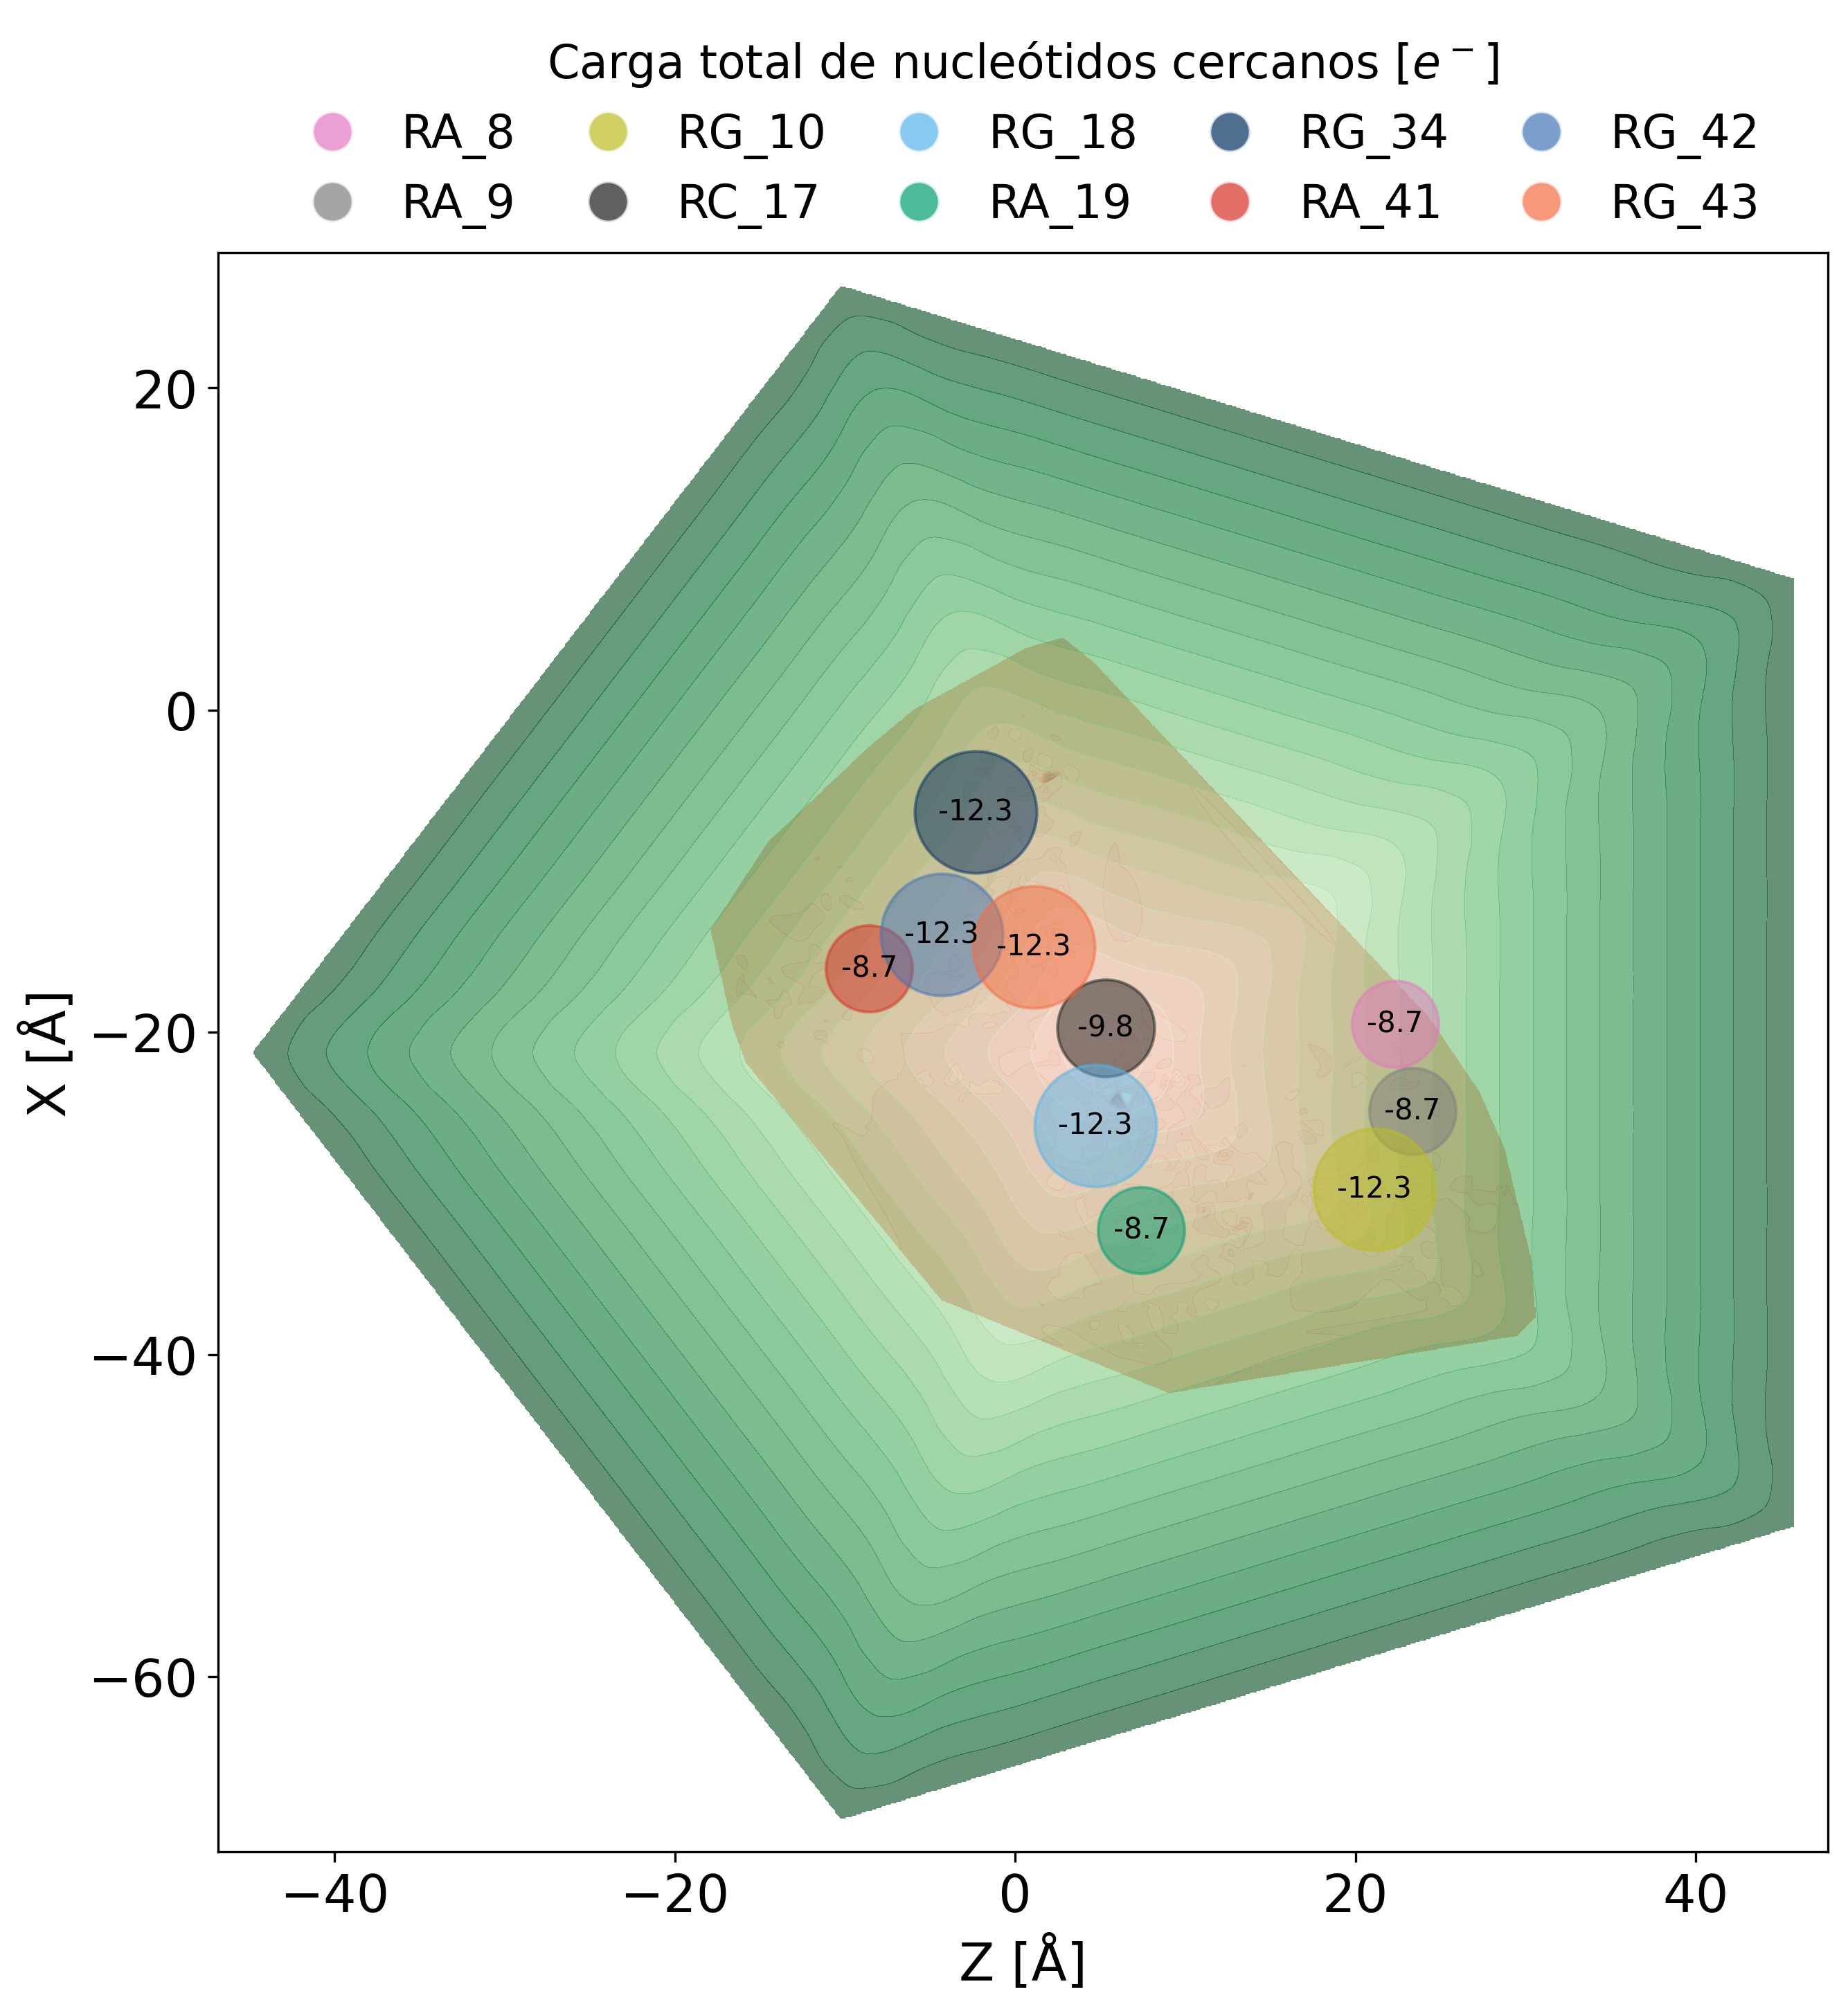 Carga total de nucleótidos cercanos [e⁻]
RA_8 RG_10 RG_18 RG_34 RG_42
RA_9 RC_17 RA_19 RA_41 RG_43
20
0
−20
−40
−60
X [Å]
-12.3
-12.3
-12.3
-8.7
-9.8
-8.7
-8.7
-12.3
-12.3
-8.7
−40 −20 0 20 40
Z [Å]